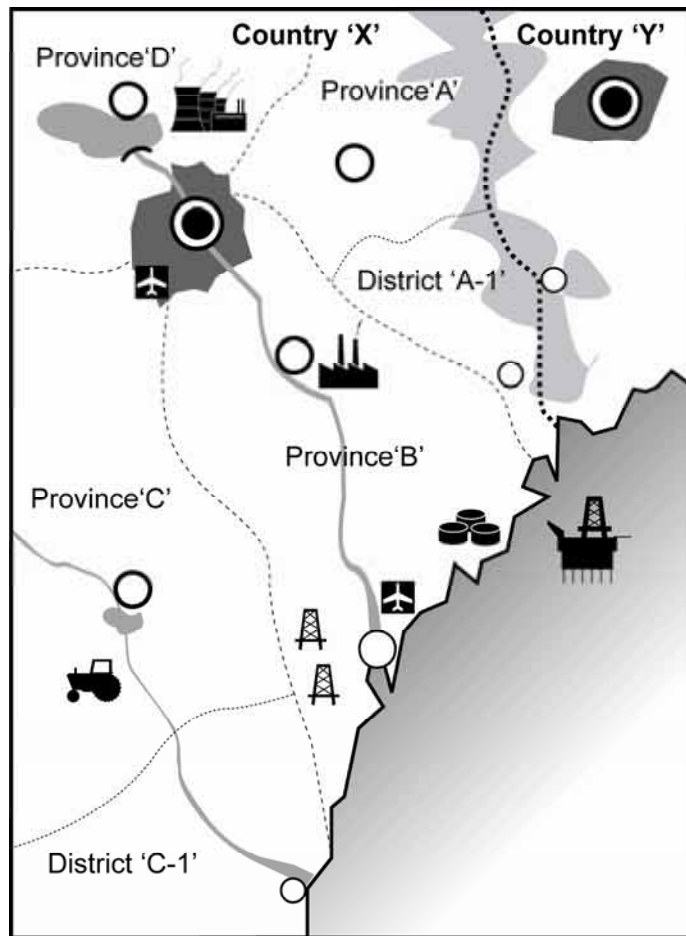 Country ‘X’
Country ‘Y’
Province‘D’
Province‘A’
District ‘A-1’
Province‘B’
Province‘C’
District ‘C-1’